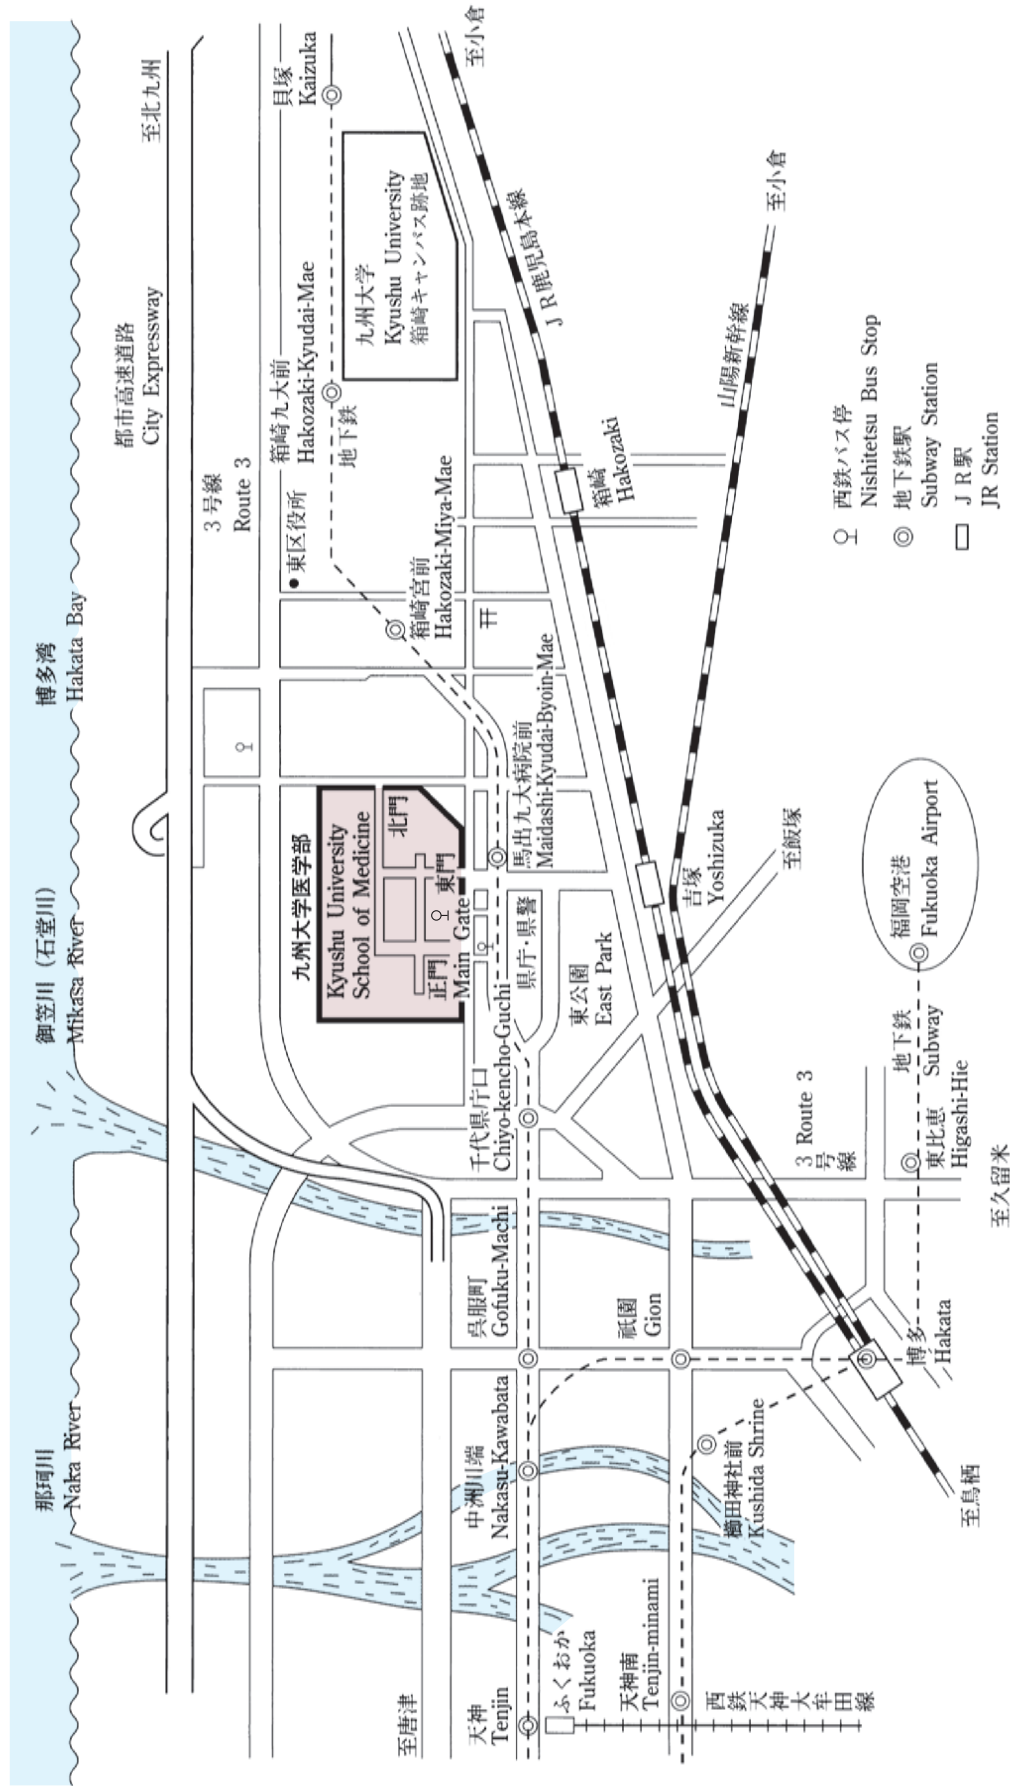 博多湾
Hakata Bay
那珂川
Naka River
御笠川（石堂川）
Mikasa River
都市高速道路
City Expressway
至北九州
3号線
Route 3
貝塚
Kaizuka
箱崎九大前
Hakozaki-Kyudai-Mae
地下鉄
東区役所
九州大学
Kyushu University
箱崎キャンパス跡地
至小倉
JR鹿児島本線
箱崎宮前
Hakozaki-Miya-Mae
九州大学医学部
Kyushu University
School of Medicine
北門
東門
正門
Main Gate
馬出九大病院前
Maidashi-Kyudai-Byoin-Mae
箱崎
Hakozaki
山陽新幹線
至小倉
県庁・県警
東公園
East Park
吉塚
Yoshizuka
至飯塚
千代県庁口
Chiyo-kencho-Guchi
呉服町
Gofuku-Machi
祇園
Gion
中洲川端
Nakasu-Kawabata
櫛田神社前
Kushida Shrine
至唐津
天神
Tenjin
ふくおか
Fukuoka
天神南
Tenjin-minami
西鉄天神大牟田線
3号線
Route 3
福岡空港
Fukuoka Airport
地下鉄
Subway
東比恵
Higashi-Hie
博多
Hakata
至久留米
至鳥栖
西鉄バス停
Nishitetsu Bus Stop
地下鉄駅
Subway Station
JR駅
JR Station